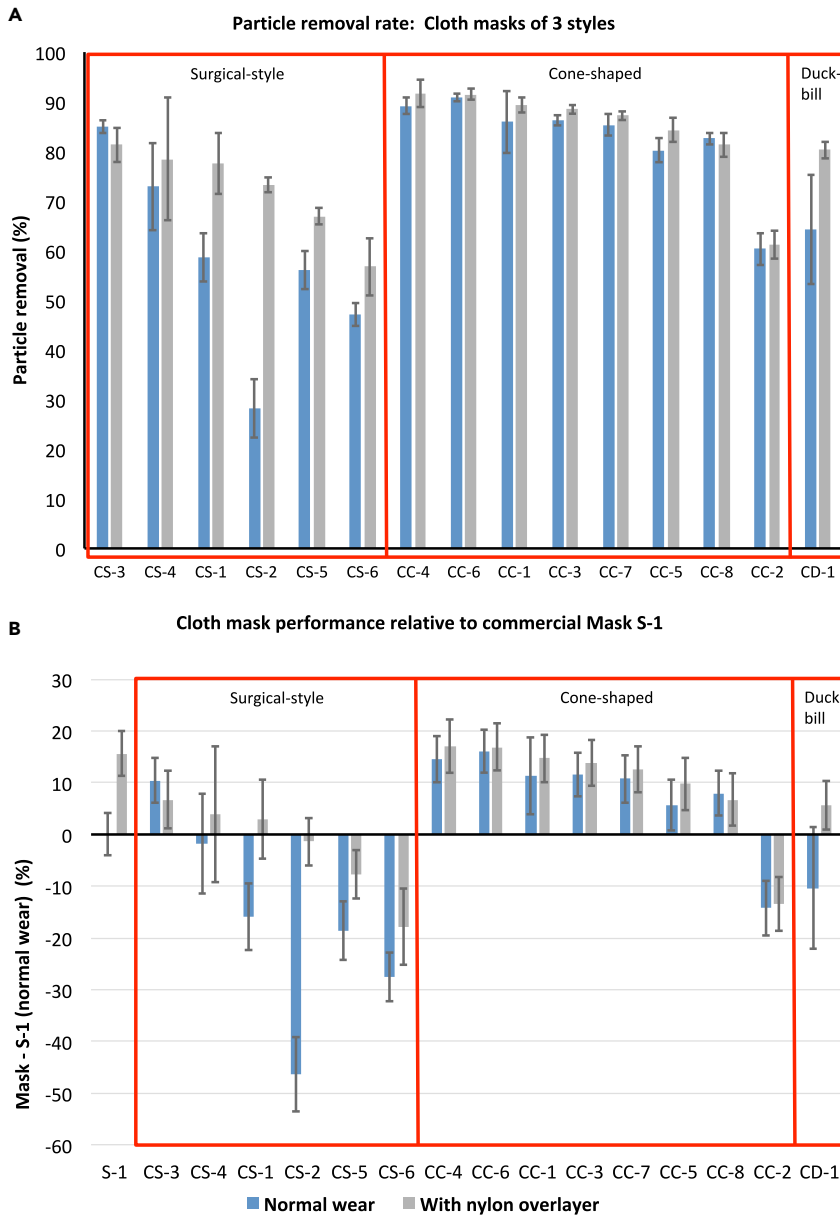 A
Particle removal rate:  Cloth masks of 3 styles
Particle removal (%)
100
90
80
70
60
50
40
30
20
10
0
Surgical-style
Cone-shaped
Duck-
bill
CS-3 CS-4 CS-1 CS-2 CS-5 CS-6 CC-4 CC-6 CC-1 CC-3 CC-7 CC-5 CC-8 CC-2 CD-1
B
Cloth mask performance relative to commercial Mask S-1
Mask - S-1 (normal wear)  (%)
30
20
10
0
-10
-20
-30
-40
-50
-60
Surgical-style
Cone-shaped
Duck
bill
S-1 CS-3 CS-4 CS-1 CS-2 CS-5 CS-6 CC-4 CC-6 CC-1 CC-3 CC-7 CC-5 CC-8 CC-2 CD-1
Normal wear With nylon overlayer